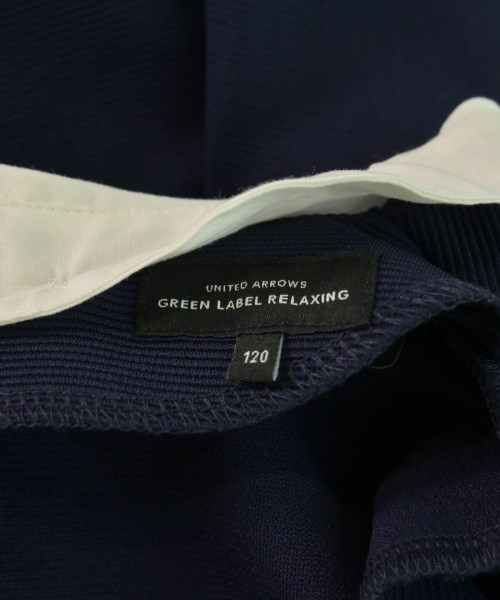 UNITED ARROWS
GREEN LABEL RELAXING
120